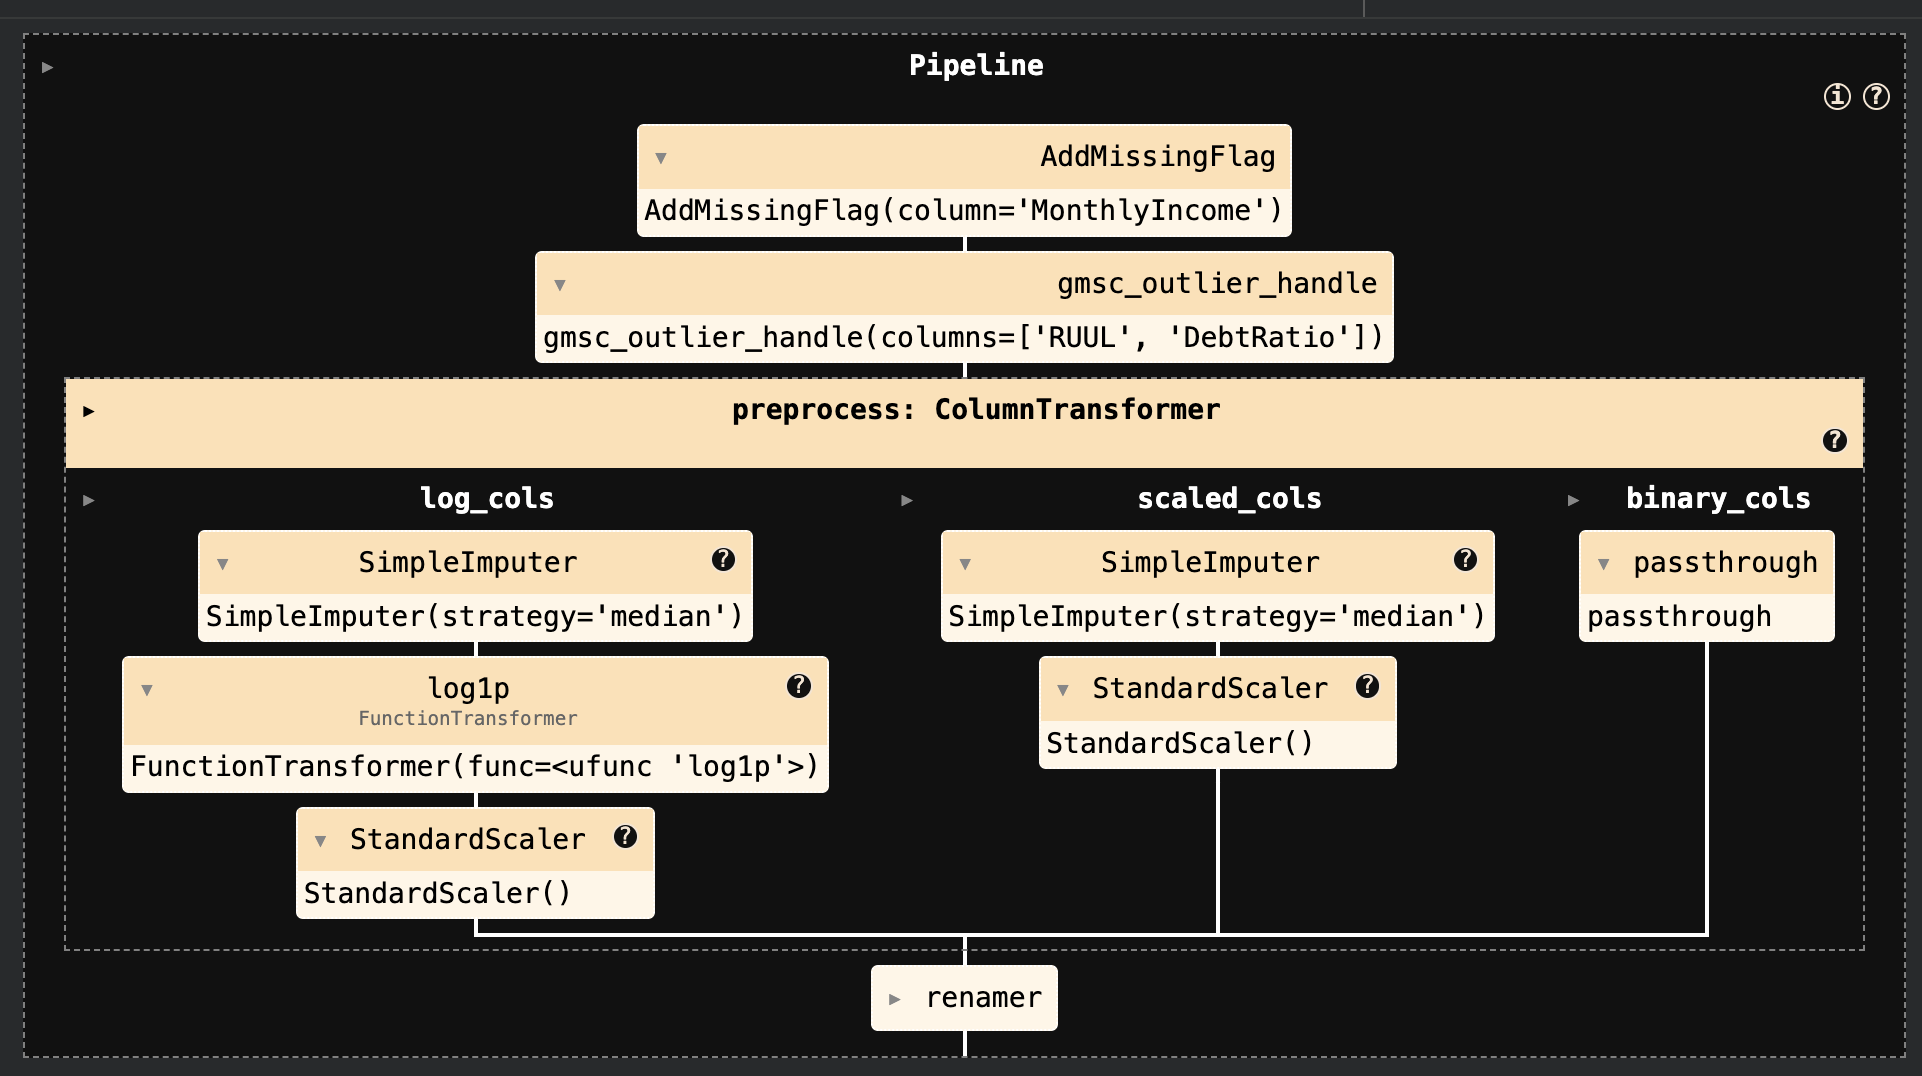 Pipeline
AddMissingFlag
AddMissingFlag(column='MonthlyIncome')
gmsc_outlier_handle
gmsc_outlier_handle(columns=['RUUL', 'DebtRatio'])
preprocess: ColumnTransformer
log_cols
SimpleImputer
SimpleImputer(strategy='median')
log1p
FunctionTransformer
FunctionTransformer(func=<ufunc 'log1p'>)
StandardScaler
StandardScaler()
scaled_cols
SimpleImputer
SimpleImputer(strategy='median')
StandardScaler
StandardScaler()
binary_cols
passthrough
passthrough
renamer